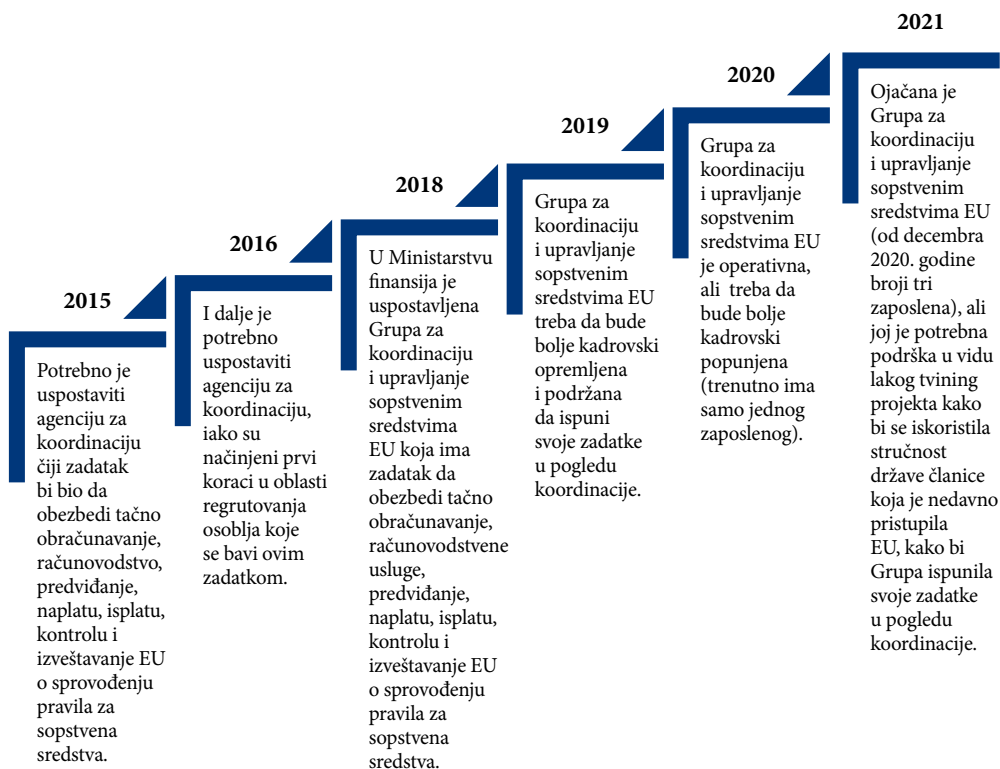 2015
Potrebno je
uspostaviti
agenciju za
koordinaciju
čiji zadatak
bi bio da
obezbedi tačno
obračunavanje,
računovodstvo,
predviđanje,
naplatu, isplatu,
kontrolu i
izveštavanje EU
o sprovođenju
pravila za
sopstvena
sredstva.
2016
I dalje je
potrebno
uspostaviti
agenciju za
koordinaciju,
iako su
načinjeni prvi
koraci u oblasti
regrutovanja
osoblja koje
se bavi ovim
zadatkom.
2018
U Ministarstvu
finansija je
uspostavljena
Grupa za
koordinaciju
i upravljanje
sopstvenim
sredstvima
EU koja ima
zadatak da
obezbedi tačno
obračunavanje,
računovodstvene
usluge,
predviđanje,
naplatu, isplatu,
kontrolu i
izveštavanje EU
o sprovođenju
pravila za
sopstvena
sredstva.
2019
Grupa za
koordinaciju
i upravljanje
sopstvenim
sredstvima EU
treba da bude
bolje kadrovski
opremljena
i podržana
da ispuni
svoje zadatke
u pogledu
koordinacije.
2020
Grupa za
koordinaciju
i upravljanje
sopstvenim
sredstvima EU
je operativna,
ali treba da
bude bolje
kadrovski
popunjena
(trenutno ima
samo jednog
zaposlenog).
2021
Ojačana je
Grupa za
koordinaciju
i upravljanje
sopstvenim
sredstvima EU
(od decembra
2020. godine
broji tri
zaposlena), ali
joj je potrebna
podrška u vidu
lakog tvining
projekta kako
bi se iskoristila
stručnost
države članice
koja je nedavno
pristupila
EU, kako bi
Grupa ispunila
svoje zadatke
u pogledu
koordinacije.